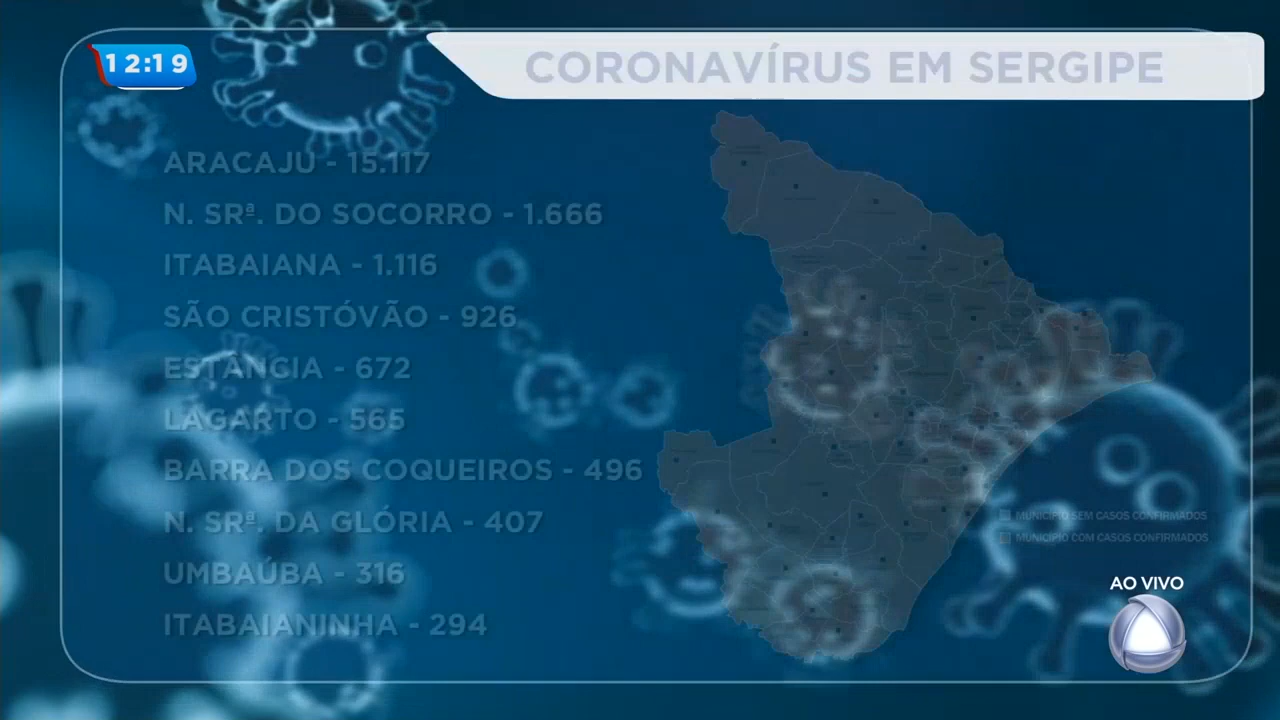 12:19
CORONAVÍRUS EM SERGIPE
ARACAJÚ - 15.117
N. SRª. DO SOCORRO - 1.666
ITABAIANA - 1.116
SÃO CRISTÓVÃO - 926
ESTÂNCIA - 672
LAGARTO - 565
BARRA DOS COQUEIROS - 496
N. SRª. DA GLÓRIA - 407
UMBAÚBA - 316
ITABAIANINHA - 294
MUNICÍPIO SEM CASOS CONFIRMADOS
MUNICÍPIO COM CASOS CONFIRMADOS
AO VIVO